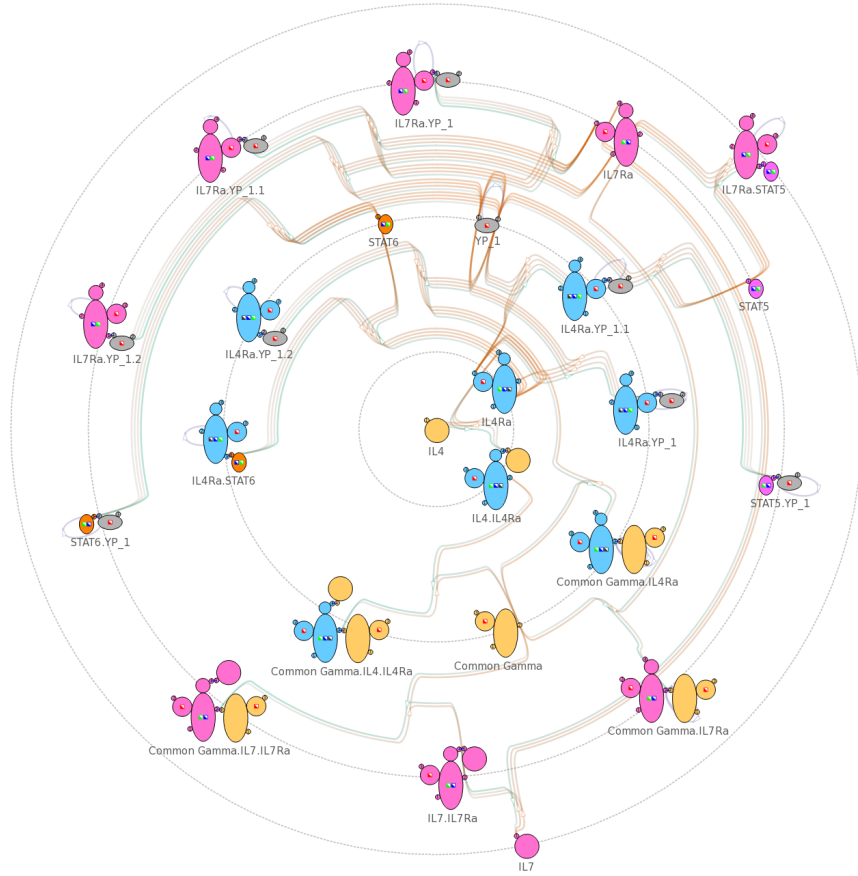 IL7Ra.YP_1
IL7Ra
IL7Ra.YP_1.1
IL7Ra.STAT5
STAT6
YP_1
STAT5
IL4Ra.YP_1.1
IL7Ra.YP_1.2
IL4Ra.YP_1.2
IL4Ra
IL4Ra.YP_1
IL4
IL4Ra.STAT6
IL4.IL4Ra
STAT5.YP_1
STAT6.YP_1
Common Gamma.IL4Ra
Common Gamma
Common Gamma.IL4.IL4Ra
Common Gamma.IL7Ra
Common Gamma.IL7.IL7Ra
IL7.IL7Ra
IL7